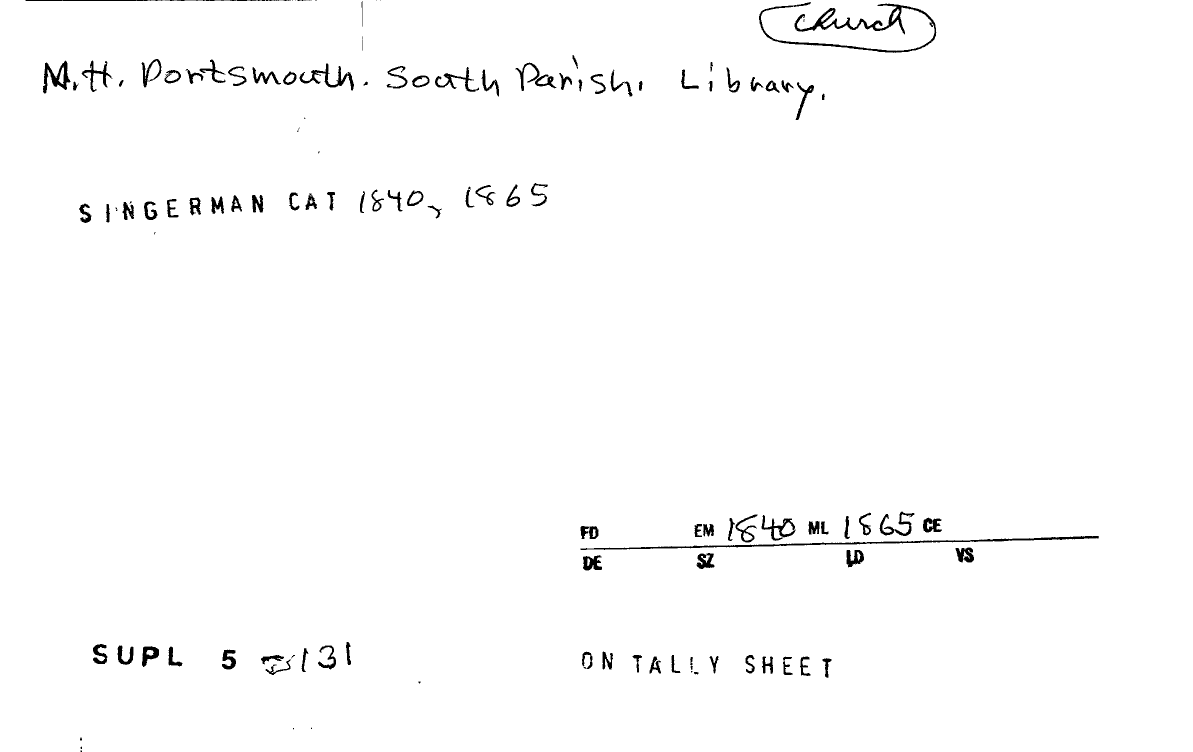 Church
N.H. Portsmouth. South Parish. Library.
SINGERMAN CAT 1840, 1865
FD EM 1840 ML 1865 CE
DE SZ LD VS
SUPL 5 131
ON TALLY SHEET